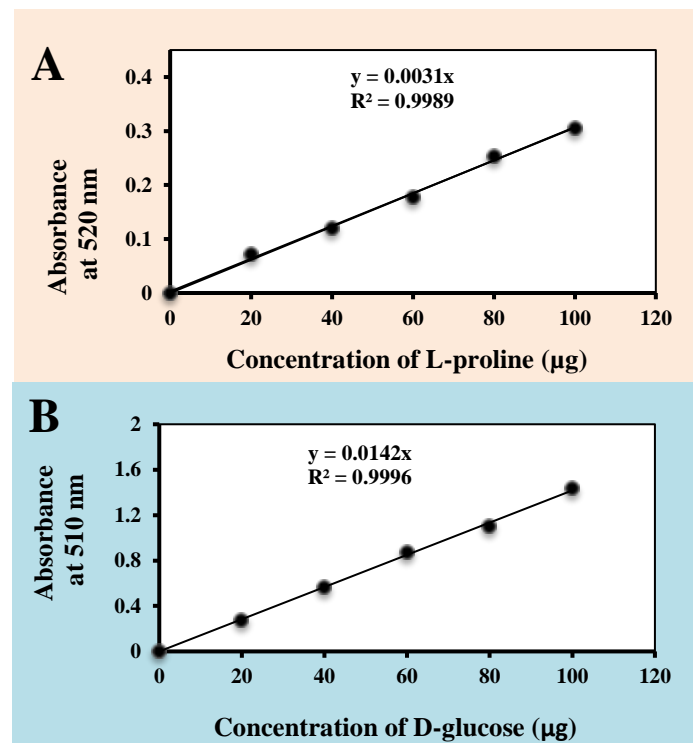 A
y = 0.0031x
R² = 0.9989
0.4
0.3
0.2
0.1
0
Absorbance
at 520 nm
0 20 40 60 80 100 120
Concentration of L-proline (µg)
B
y = 0.0142x
R² = 0.9996
2
1.6
1.2
0.8
0.4
0
Absorbance
at 510 nm
0 20 40 60 80 100 120
Concentration of D-glucose (µg)